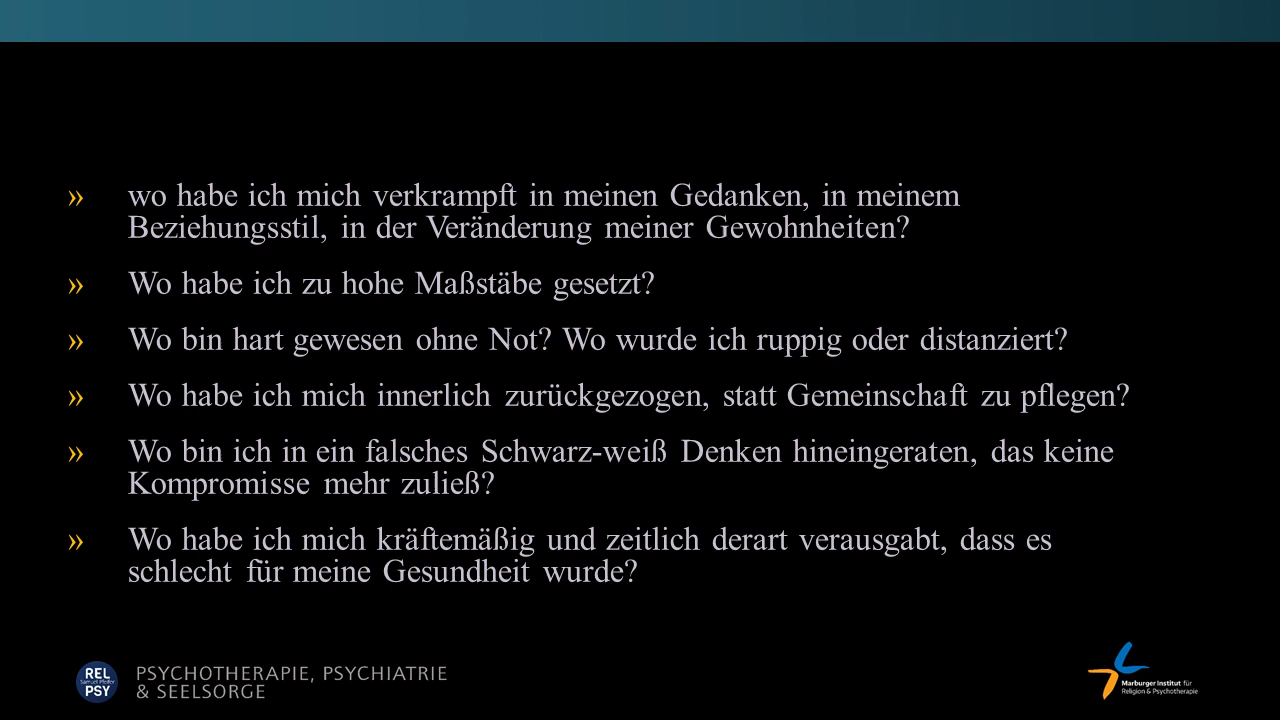 » wo habe ich mich verkrampft in meinen Gedanken, in meinem
Beziehungsstil, in der Veränderung meiner Gewohnheiten?
» Wo habe ich zu hohe Maßstäbe gesetzt?
» Wo bin hart gewesen ohne Not? Wo wurde ich ruppig oder distanziert?
» Wo habe ich mich innerlich zurückgezogen, statt Gemeinschaft zu pflegen?
» Wo bin ich in ein falsches Schwarz-weiß Denken hineingeraten, das keine
Kompromisse mehr zuließ?
» Wo habe ich mich kräftemäßig und zeitlich derart verausgabt, dass es
schlecht für meine Gesundheit wurde?
REL
Samuel Pfeifer
PSY
PSYCHOTHERAPIE, PSYCHIATRIE
& SEELSORGE
Marburger Institut für
Religion & Psychotherapie